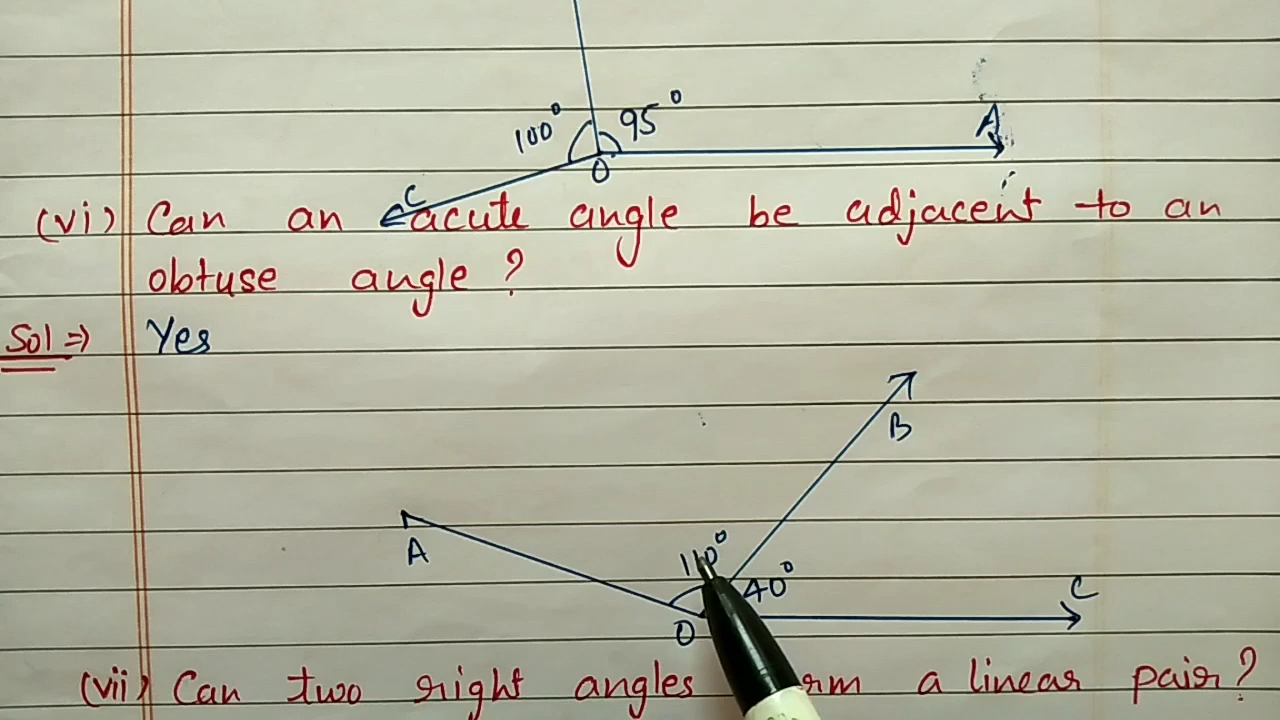 100° 95° A
O
C
(vi) Can an acute angle be adjacent to an
obtuse angle ?
Sol ⇒ Yes
B
A
110° 40° C
O
(vii) Can two right angles rm a linear pair?